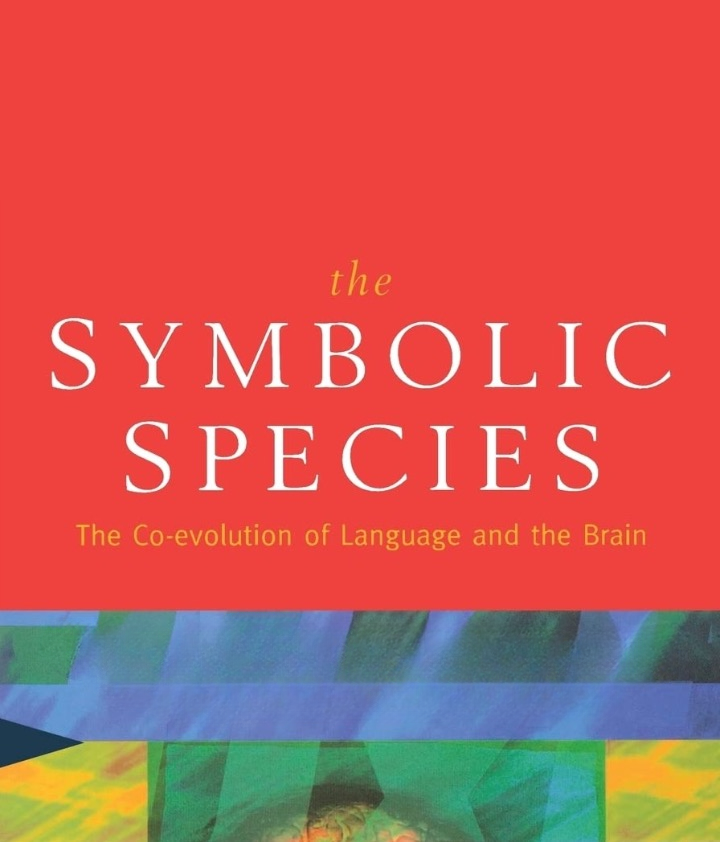 the
SYMBOLIC
SPECIES
The Co-evolution of Language and the Brain